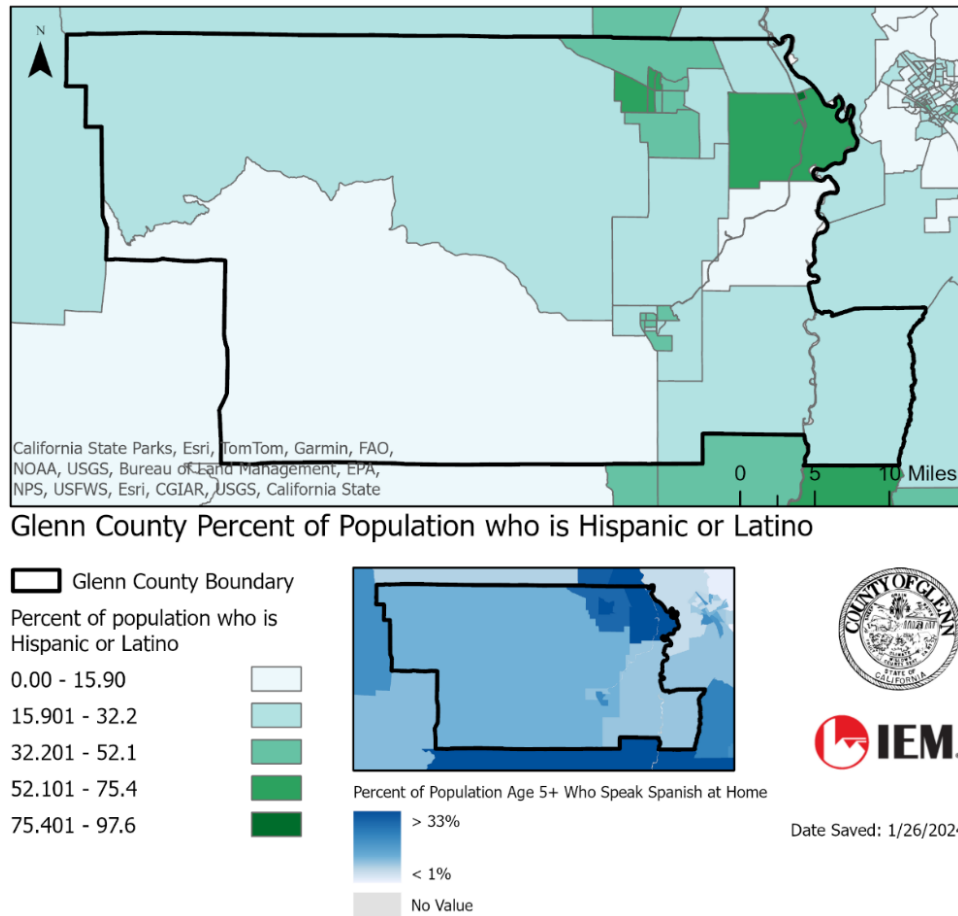 N
California State Parks, Esri, TomTom, Garmin, FAO,
NOAA, USGS, Bureau of Land Management, EPA,
NPS, USFWS, Esri, CGIAR, USGS, California State
0 5 10 Miles
Glenn County Percent of Population who is Hispanic or Latino
Glenn County Boundary
Percent of population who is
Hispanic or Latino
0.00 - 15.90
15.901 - 32.2
32.201 - 52.1
52.101 - 75.4
75.401 - 97.6
Percent of Population Age 5+ Who Speak Spanish at Home
> 33%
< 1%
No Value
COUNTY OF GLENN
STATE OF
CALIFORNIA
IEM.
Date Saved: 1/26/2024